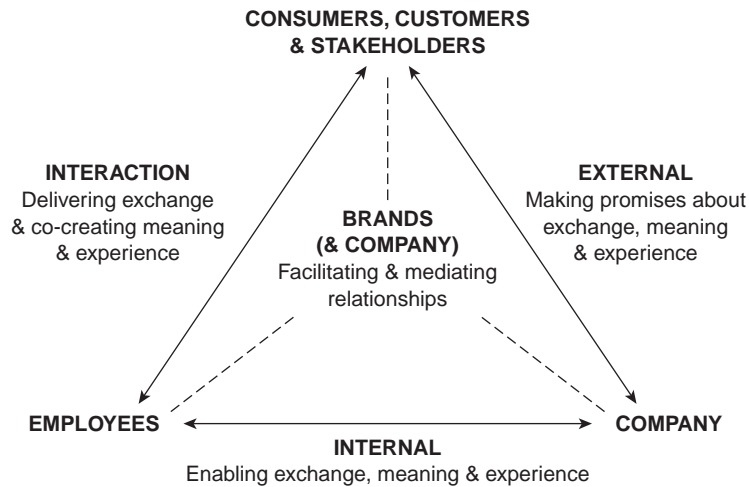 CONSUMERS, CUSTOMERS
& STAKEHOLDERS
INTERACTION
Delivering exchange
& co-creating meaning
& experience
EXTERNAL
Making promises about
exchange, meaning
& experience
BRANDS
(& COMPANY)
Facilitating & mediating
relationships
EMPLOYEES
COMPANY
INTERNAL
Enabling exchange, meaning & experience